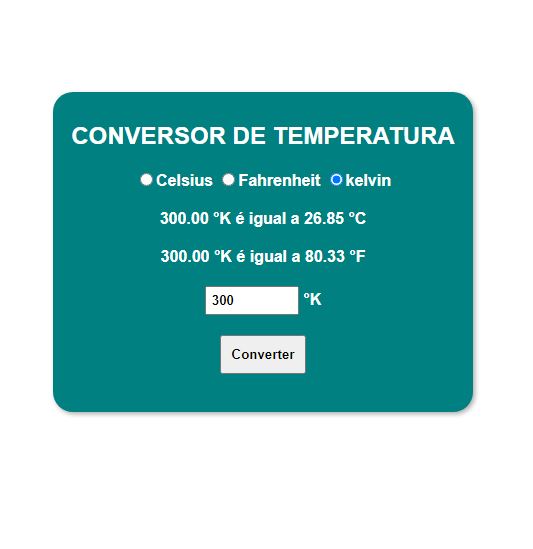 CONVERSOR DE TEMPERATURA
Celsius Fahrenheit kelvin
300.00 °K é igual a 26.85 °C
300.00 °K é igual a 80.33 °F
300 °K
Converter